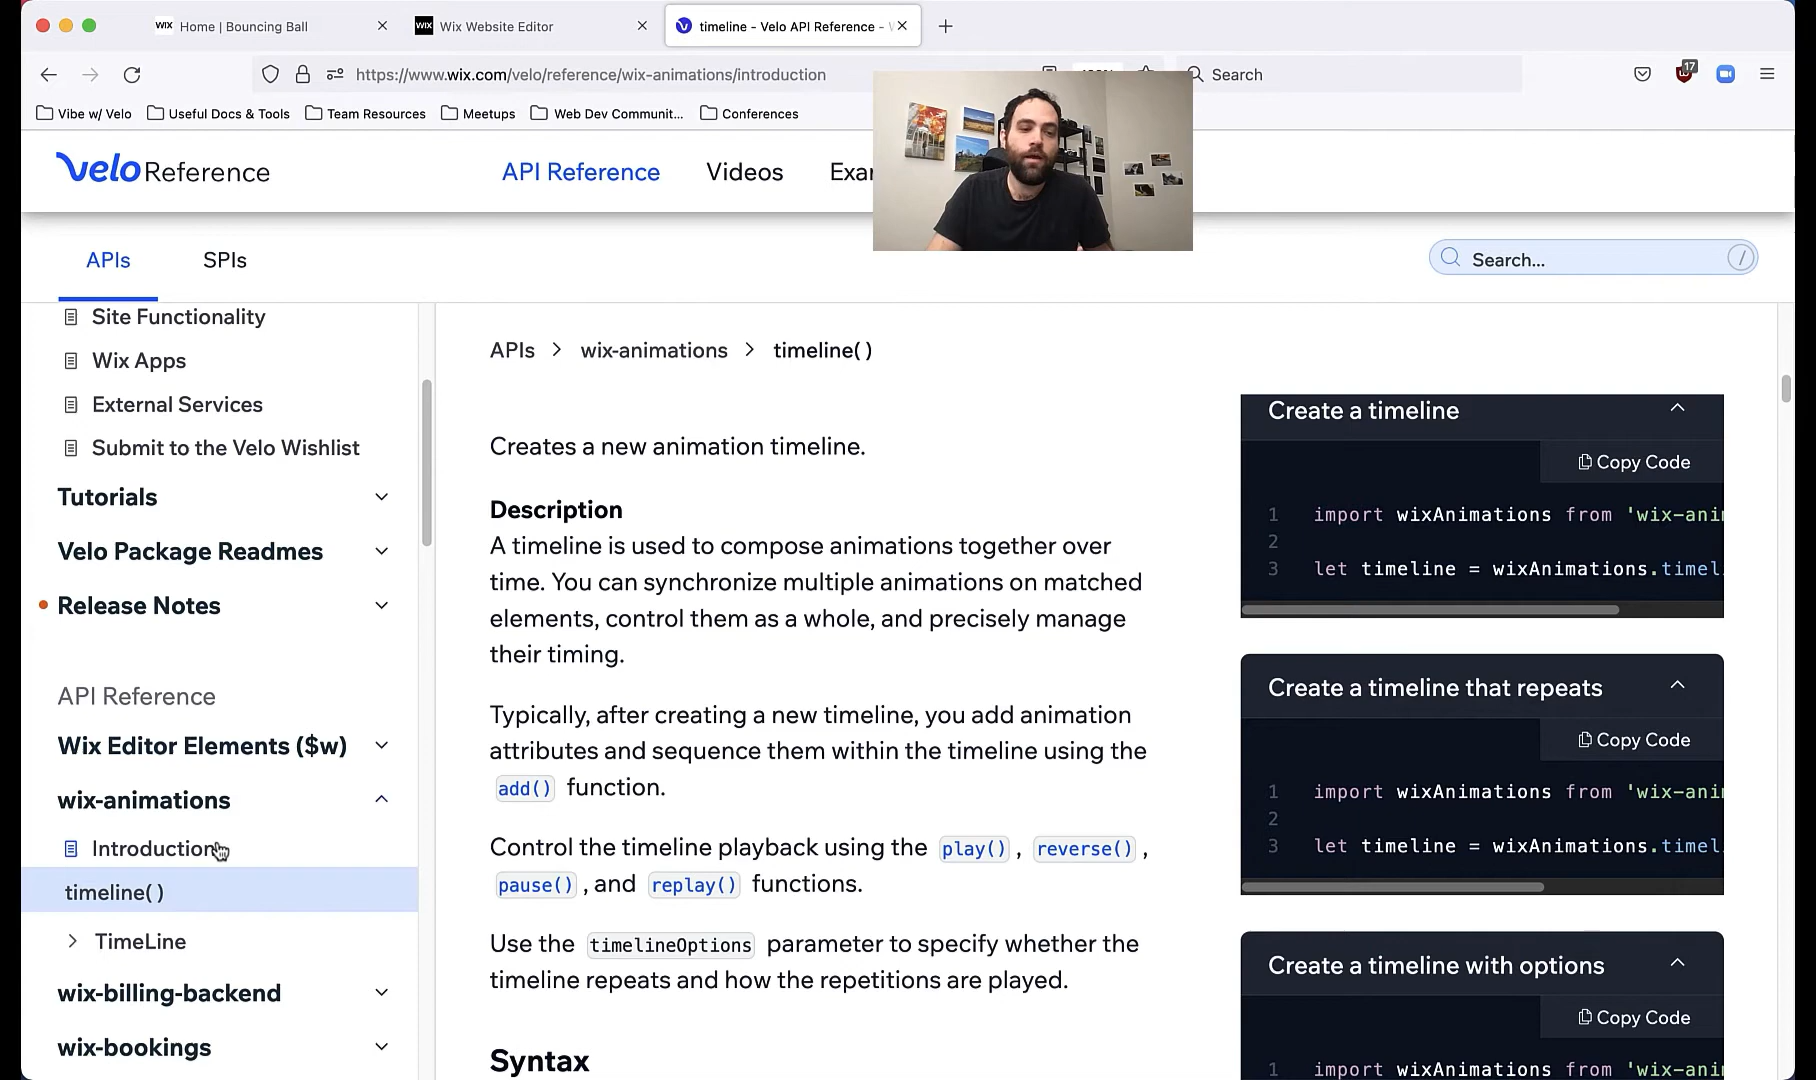 WIX Home | Bouncing Ball
WIX Wix Website Editor
timeline - Velo API Reference -
https://www.wix.com/velo/reference/wix-animations/introduction
Search
17
Vibe w/ Velo
Useful Docs & Tools
Team Resources
Meetups
Web Dev Communit...
Conferences
velo Reference
API Reference
Videos
Exa
APIs
SPIs
Search...
/
Site Functionality
Wix Apps
External Services
Submit to the Velo Wishlist
Tutorials
Velo Package Readmes
Release Notes
API Reference
Wix Editor Elements ($w)
wix-animations
Introduction
timeline( )
TimeLine
wix-billing-backend
wix-bookings
APIs > wix-animations > timeline( )
Creates a new animation timeline.
Description
A timeline is used to compose animations together over
time. You can synchronize multiple animations on matched
elements, control them as a whole, and precisely manage
their timing.
Typically, after creating a new timeline, you add animation
attributes and sequence them within the timeline using the
add() function.
Control the timeline playback using the play() , reverse() ,
pause() , and replay() functions.
Use the timelineOptions parameter to specify whether the
timeline repeats and how the repetitions are played.
Syntax
Create a timeline
Copy Code
1 import wixAnimations from 'wix-ani
2
3 let timeline = wixAnimations.timel
Create a timeline that repeats
Copy Code
1 import wixAnimations from 'wix-ani
2
3 let timeline = wixAnimations.timel
Create a timeline with options
Copy Code
1 import wixAnimations from 'wix-ani